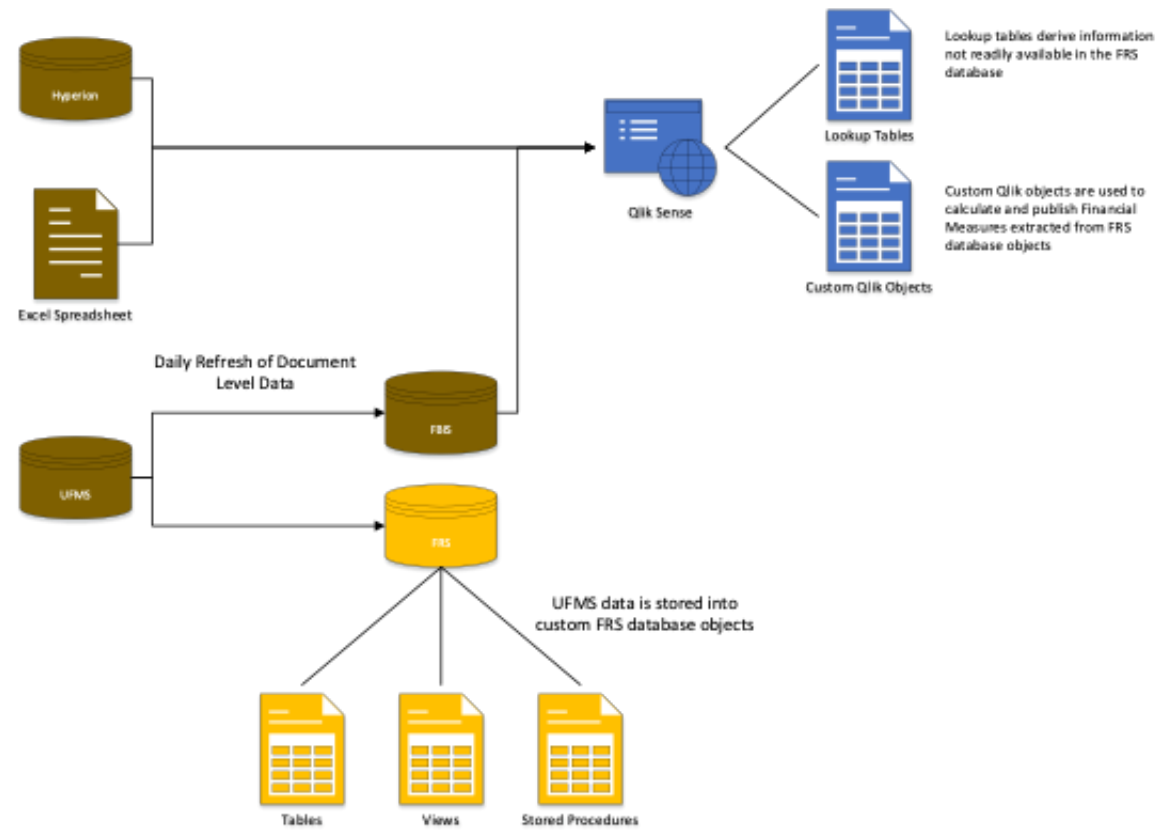 Hyperion
Lookup tables derive information
not readily available in the FRS
database
Lookup Tables
Qlik Sense
Custom Qlik objects are used to
calculate and publish Financial
Measures extracted from FRS
database objects
Custom Qlik Objects
Excel Spreadsheet
Daily Refresh of Document
Level Data
FBIS
UFMS
FRS
UFMS data is stored into
custom FRS database objects
Tables
Views
Stored Procedures